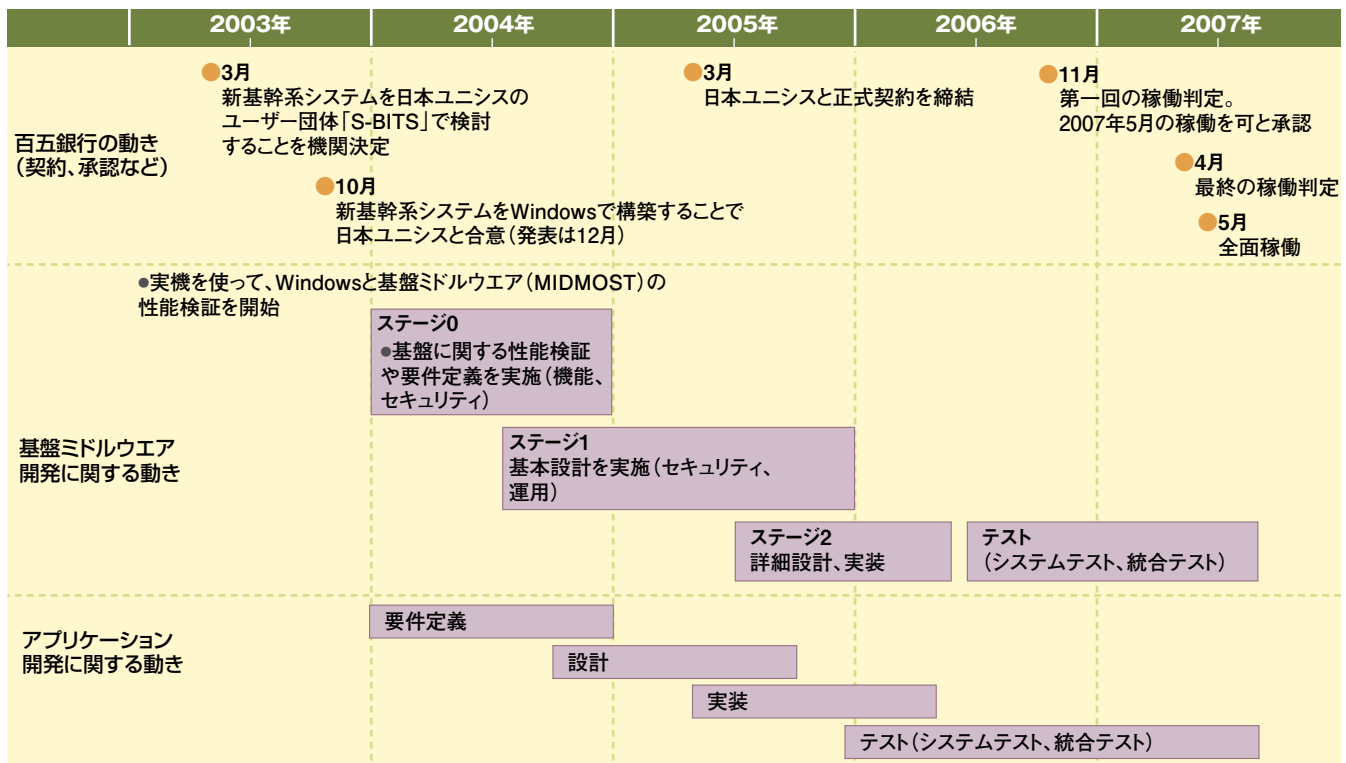 2003年
2004年
2005年
2006年
2007年
百五銀行の動き
（契約、承認など）
3月
新基幹系システムを日本ユニシスの
ユーザー団体「S-BITS」で検討
することを機関決定
10月
新基幹系システムをWindowsで構築することで
日本ユニシスと合意（発表は12月）
3月
日本ユニシスと正式契約を締結
11月
第一回の稼働判定。
2007年5月の稼働を可と承認
4月
最終の稼働判定
5月
全面稼働
基盤ミドルウエア
開発に関する動き
●実機を使って、Windowsと基盤ミドルウエア（MIDMOST）の
性能検証を開始
ステージ0
●基盤に関する性能検証
や要件定義を実施（機能、
セキュリティ）
ステージ1
基本設計を実施（セキュリティ、
運用）
ステージ2
詳細設計、実装
テスト
（システムテスト、統合テスト）
アプリケーション
開発に関する動き
要件定義
設計
実装
テスト（システムテスト、統合テスト）